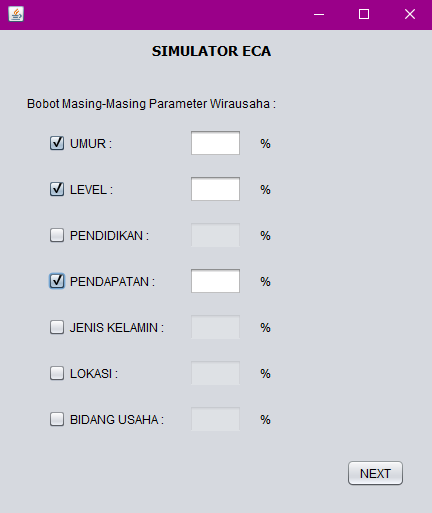 SIMULATOR ECA
Bobot Masing-Masing Parameter Wirausaha :
UMUR : %
LEVEL : %
PENDIDIKAN : %
PENDAPATAN : %
JENIS KELAMIN : %
LOKASI : %
BIDANG USAHA : %
NEXT